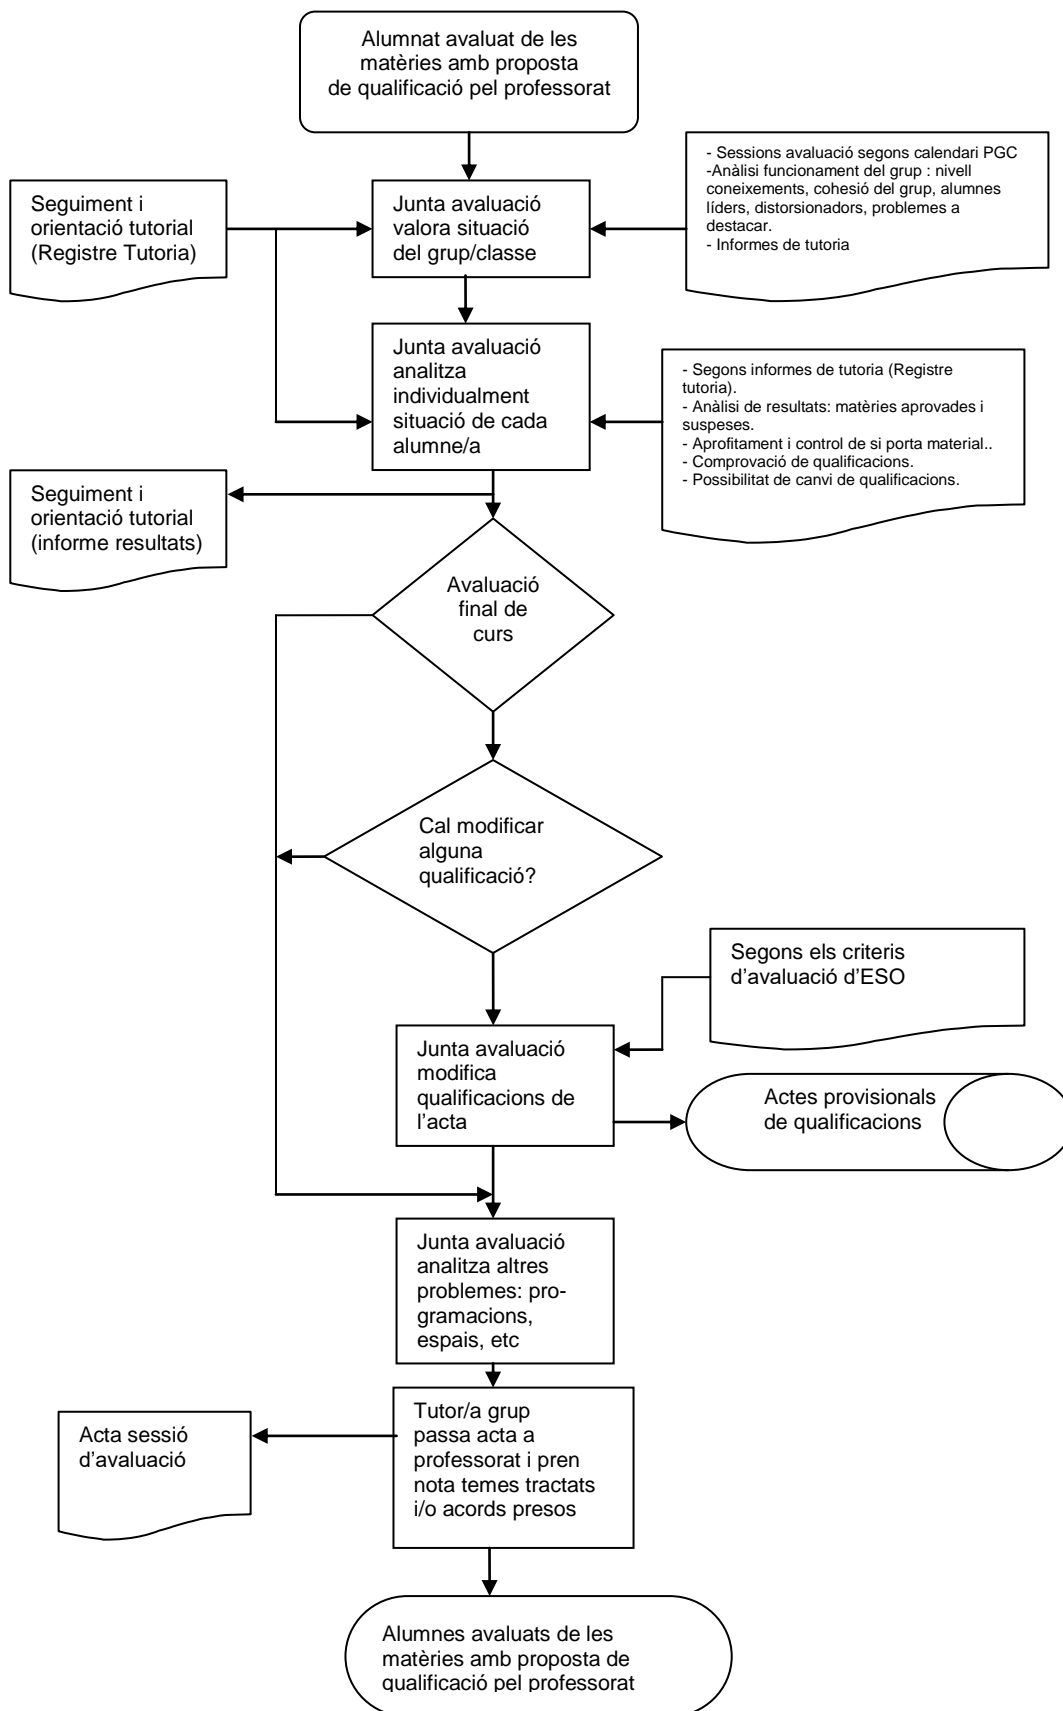 Alumnat avaluat de les
matèries amb proposta
de qualificació pel professorat
- Sessions avaluació segons calendari PGC
-Anàlisi funcionament del grup : nivell
coneixements, cohesió del grup, alumnes
líders, distorsionadors, problemes a
destacar.
- Informes de tutoria
Seguiment i
orientació tutorial
(Registre Tutoria)
Junta avaluació
valora situació
del grup/classe
Junta avaluació
analitza
individualment
situació de cada
alumne/a
- Segons informes de tutoria (Registre
tutoria).
- Anàlisi de resultats: matèries aprovades i
suspeses.
- Aprofitament i control de si porta material..
- Comprovació de qualificacions.
- Possibilitat de canvi de qualificacions.
Seguiment i
orientació tutorial
(informe resultats)
Avaluació
final de
curs
Cal modificar
alguna
qualificació?
Segons els criteris
d’avaluació d’ESO
Junta avaluació
modifica
qualificacions de
l’acta
Actes provisionals
de qualificacions
Junta avaluació
analitza altres
problemes: pro-
gramacions,
espais, etc
Tutor/a grup
passa acta a
professorat i pren
nota temes tractats
i/o acords presos
Acta sessió
d’avaluació
Alumnes avaluats de les
matèries amb proposta de
qualificació pel professorat